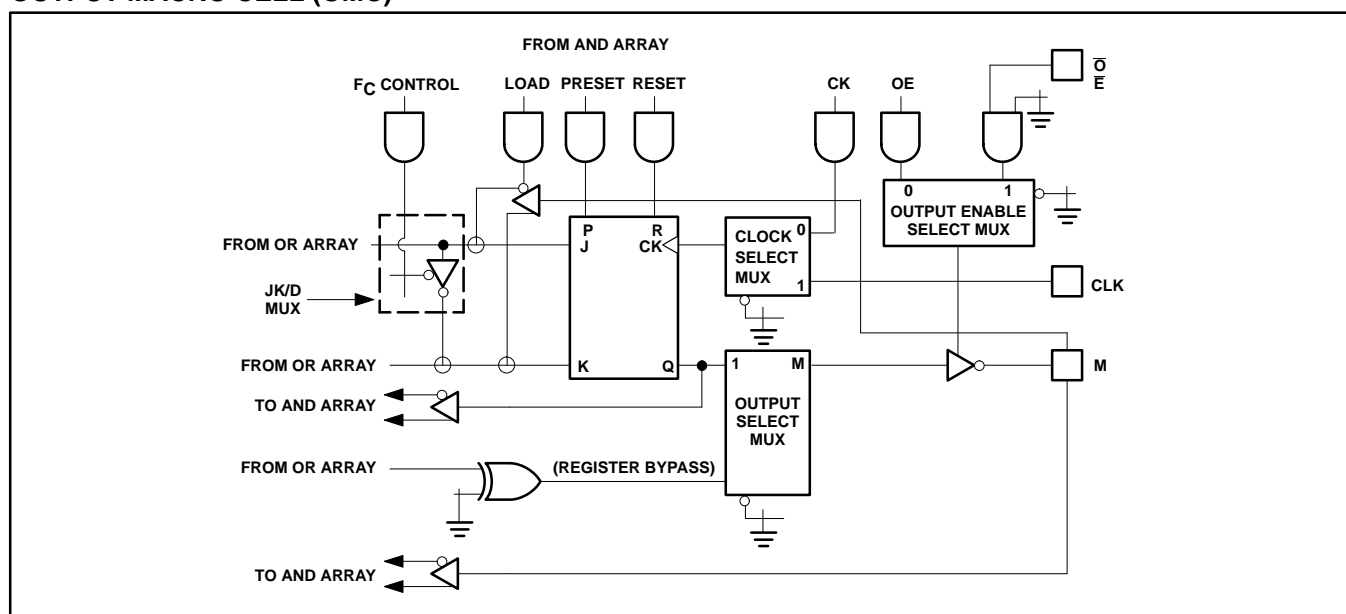 FROM AND ARRAY
FC CONTROL
LOAD
PRESET
RESET
CK
OE
O
E
0
1
OUTPUT ENABLE
SELECT MUX
P
R
J
CK
CLOCK
SELECT
MUX
0
1
FROM OR ARRAY
CLK
JK/D
MUX
FROM OR ARRAY
K
Q
1
M
M
TO AND ARRAY
OUTPUT
SELECT
MUX
FROM OR ARRAY
(REGISTER BYPASS)
TO AND ARRAY